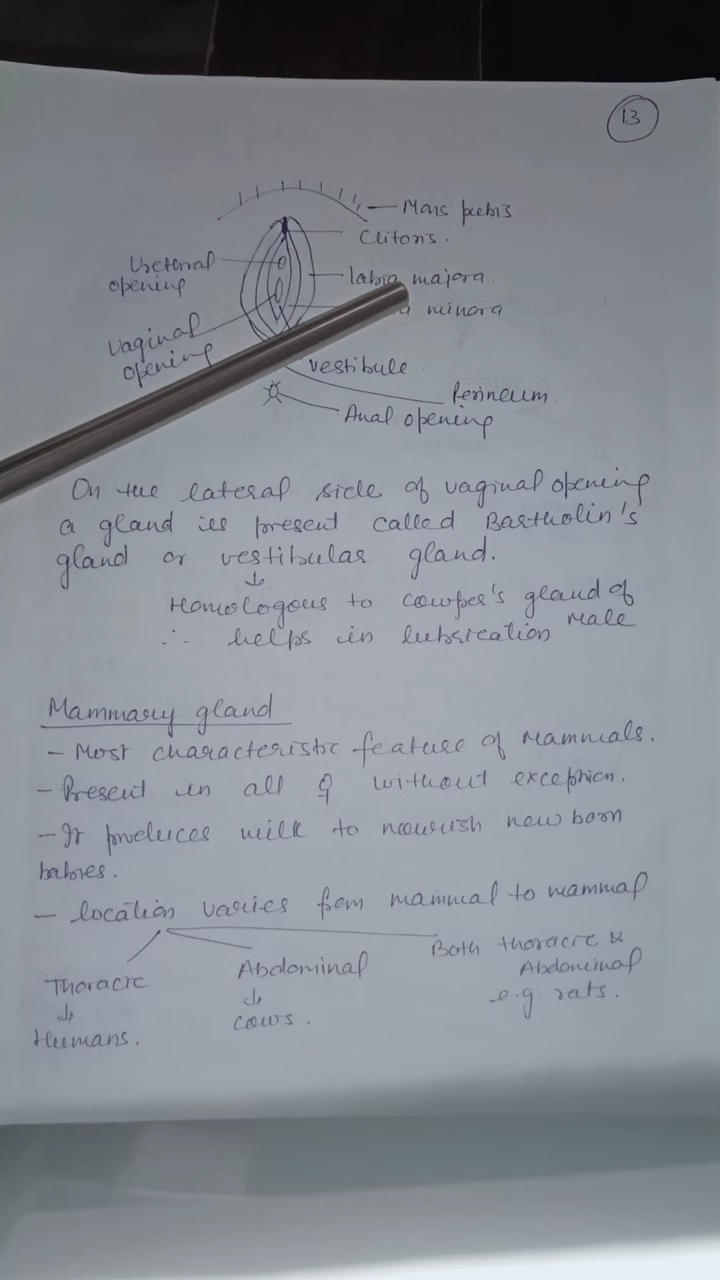 13
Mons pubis
Clitoris.
Urethral
opening
labia majora.
minora
vaginal
opening
vestibule
Perineum
Anal opening
On the lateral side of vaginal opening
a gland is present called Bartholin's
gland or vestibular gland.
↓
Homologous to cowper's gland of
male
∴ helps in lubrication
Mammary gland
- Most characteristic feature of Mammals.
- Present in all ♀ without exception.
- It produces milk to nourish new born
babies.
- location varies from mammal to mammal
Thoracic
↓
Humans.
Abdominal
↓
cows.
Both thoracic &
Abdominal
e.g. rats.